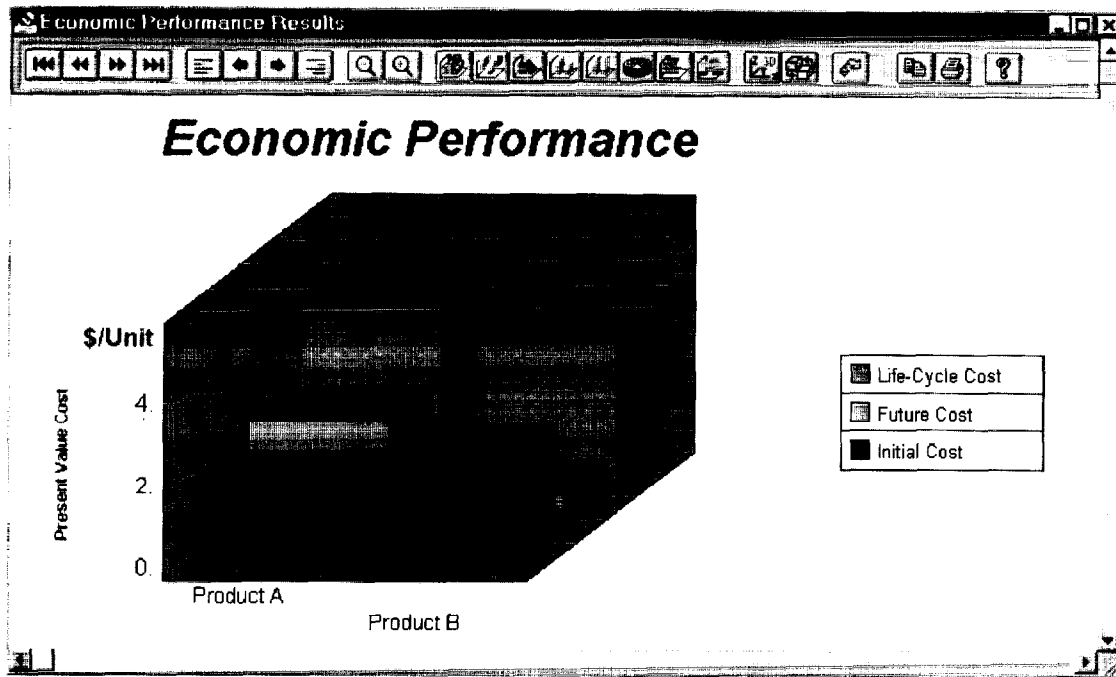 Economic Performance Results
Economic Performance
$/Unit
Present Value Cost
4.
2.
0.
Product A
Product B
Life-Cycle Cost
Future Cost
Initial Cost